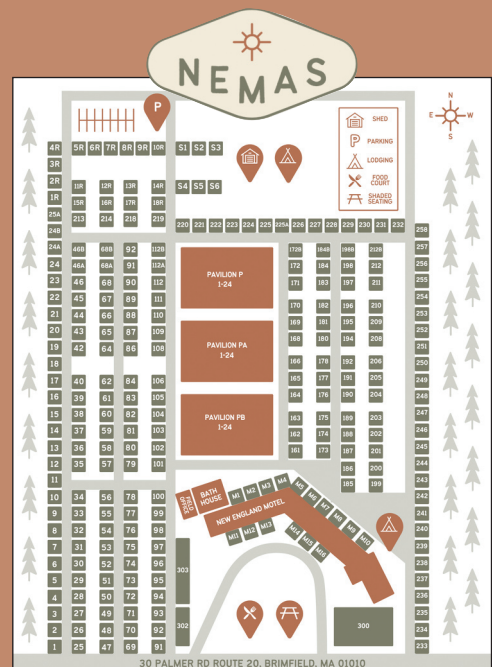 NEMAS
N
E W
S
P
SHED
P PARKING
LODGING
FOOD COURT
SHADED SEATING
4R 5R 6R 7R 8R 9R 10R S1 S2 S3
3R
2R 11R 12R 13R 14R S4 S5 S6
1R 15R 16R 17R 18R
25A 213 214 218 219
220 221 222 223 224 225 225A 226 227 228 229 230 231 232
24B 258
24A 46B 68B 92 112B 172B 184B 198B 212B 257
24 46A 68A 91 112A 172 184 198 212 256
23 46 68 90 112 171 183 197 211 255
PAVILION P
1-24
22 45 67 89 111 182 196 210 254
21 44 66 88 110 169 181 195 209 253
20 43 65 87 109 168 180 194 208 252
PAVILION PA
1-24
19 42 64 86 108 251
18 166 178 192 206 250
17 40 62 84 106 165 177 191 205 249
16 39 61 83 105 164 176 190 204 248
15 38 60 82 104 163 175 189 203 247
PAVILION PB
1-24
14 37 59 81 103 162 174 188 202 246
13 36 58 80 102 161 173 187 201 245
12 35 57 79 101 186 200 244
11 185 199 243
10 34 56 78 100 242
9 33 55 77 99 241
8 32 54 76 98 240
7 31 53 75 97 239
6 30 52 74 96 238
5 29 51 73 95 237
4 28 50 72 94 236
3 27 49 71 93 235
2 26 48 70 92 234
1 25 47 69 91 233
FIELD OFFICE
BATH HOUSE
M1 M2 M3 M4 M5 M6 M7 M8 M9 M10
NEW ENGLAND MOTEL
M11 M12 M13 M14 M15 M16
303
302
300
30 PALMER RD ROUTE 20, BRIMFIELD, MA 01010